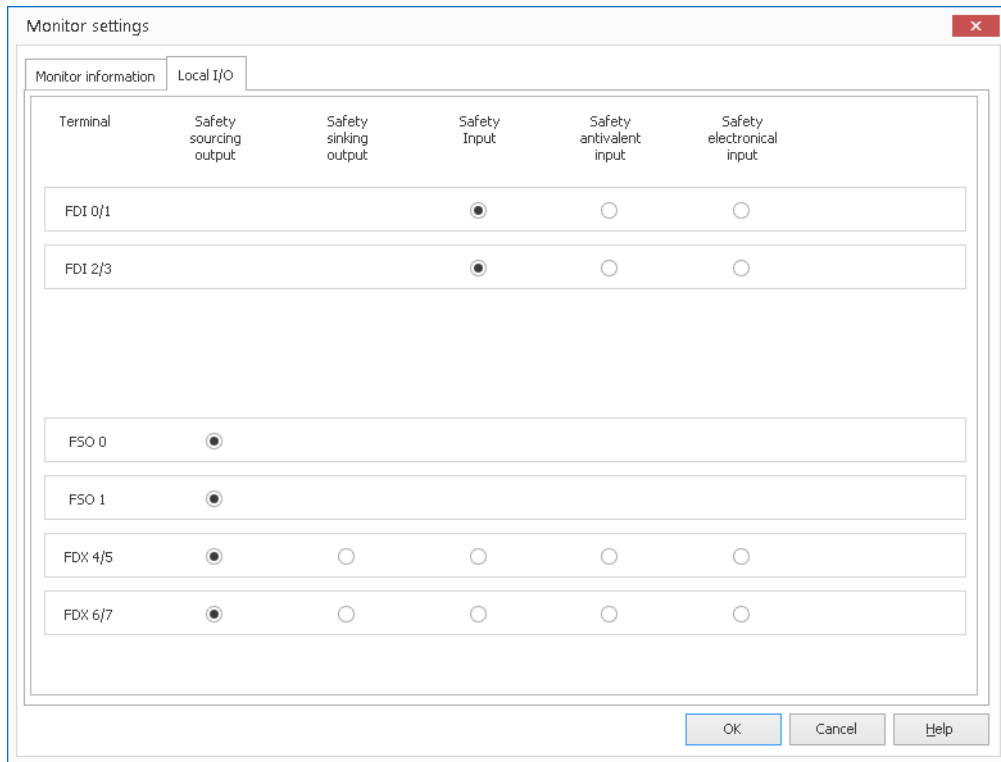 Monitor settings
Monitor information Local I/O
Terminal Safety Safety Safety Safety Safety
sourcing sinking Input antivalent electronical
output output input input
FDI 0/1
FDI 2/3
FSO 0
FSO 1
FDX 4/5
FDX 6/7
OK Cancel Help